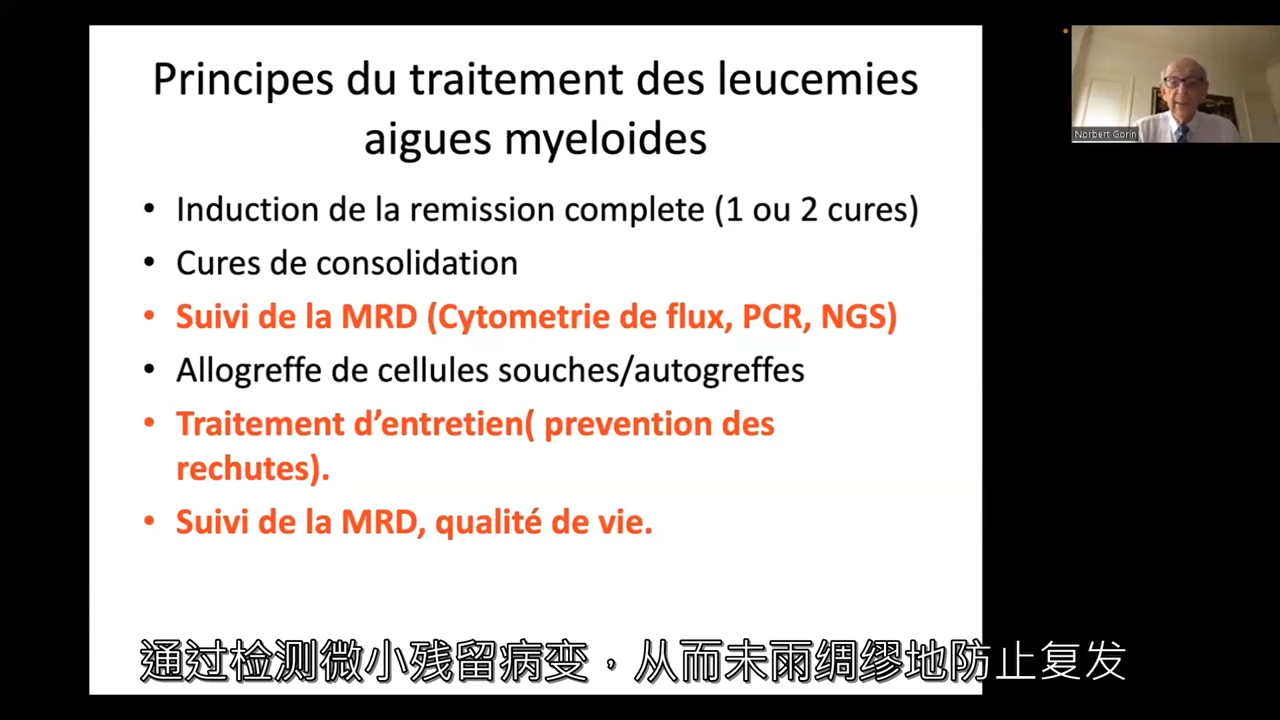 Principes du traitement des leucemies
aigues myeloides
• Induction de la remission complete (1 ou 2 cures)
• Cures de consolidation
• Suivi de la MRD (Cytometrie de flux, PCR, NGS)
• Allogreffe de cellules souches/autogreffes
• Traitement d’entretien( prevention des
rechutes).
• Suivi de la MRD, qualité de vie.
Norbert Gorin
通过检测微小残留病变，从而未雨绸缪地防止复发